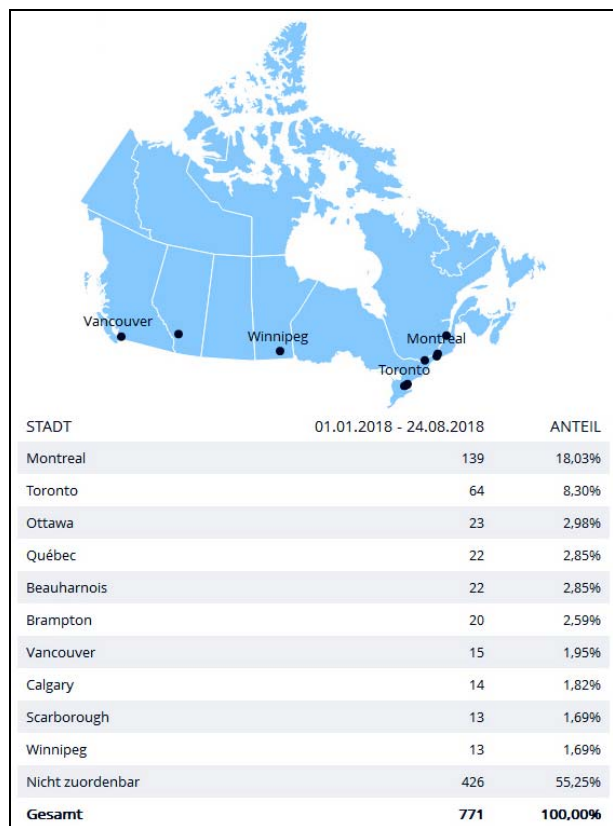 Vancouver
Winnipeg
Montreal
Toronto
STADT 01.01.2018 - 24.08.2018 ANTEIL
Montreal 139 18,03%
Toronto 64 8,30%
Ottawa 23 2,98%
Québec 22 2,85%
Beauharnois 22 2,85%
Brampton 20 2,59%
Vancouver 15 1,95%
Calgary 14 1,82%
Scarborough 13 1,69%
Winnipeg 13 1,69%
Nicht zuordenbar 426 55,25%
Gesamt 771 100,00%